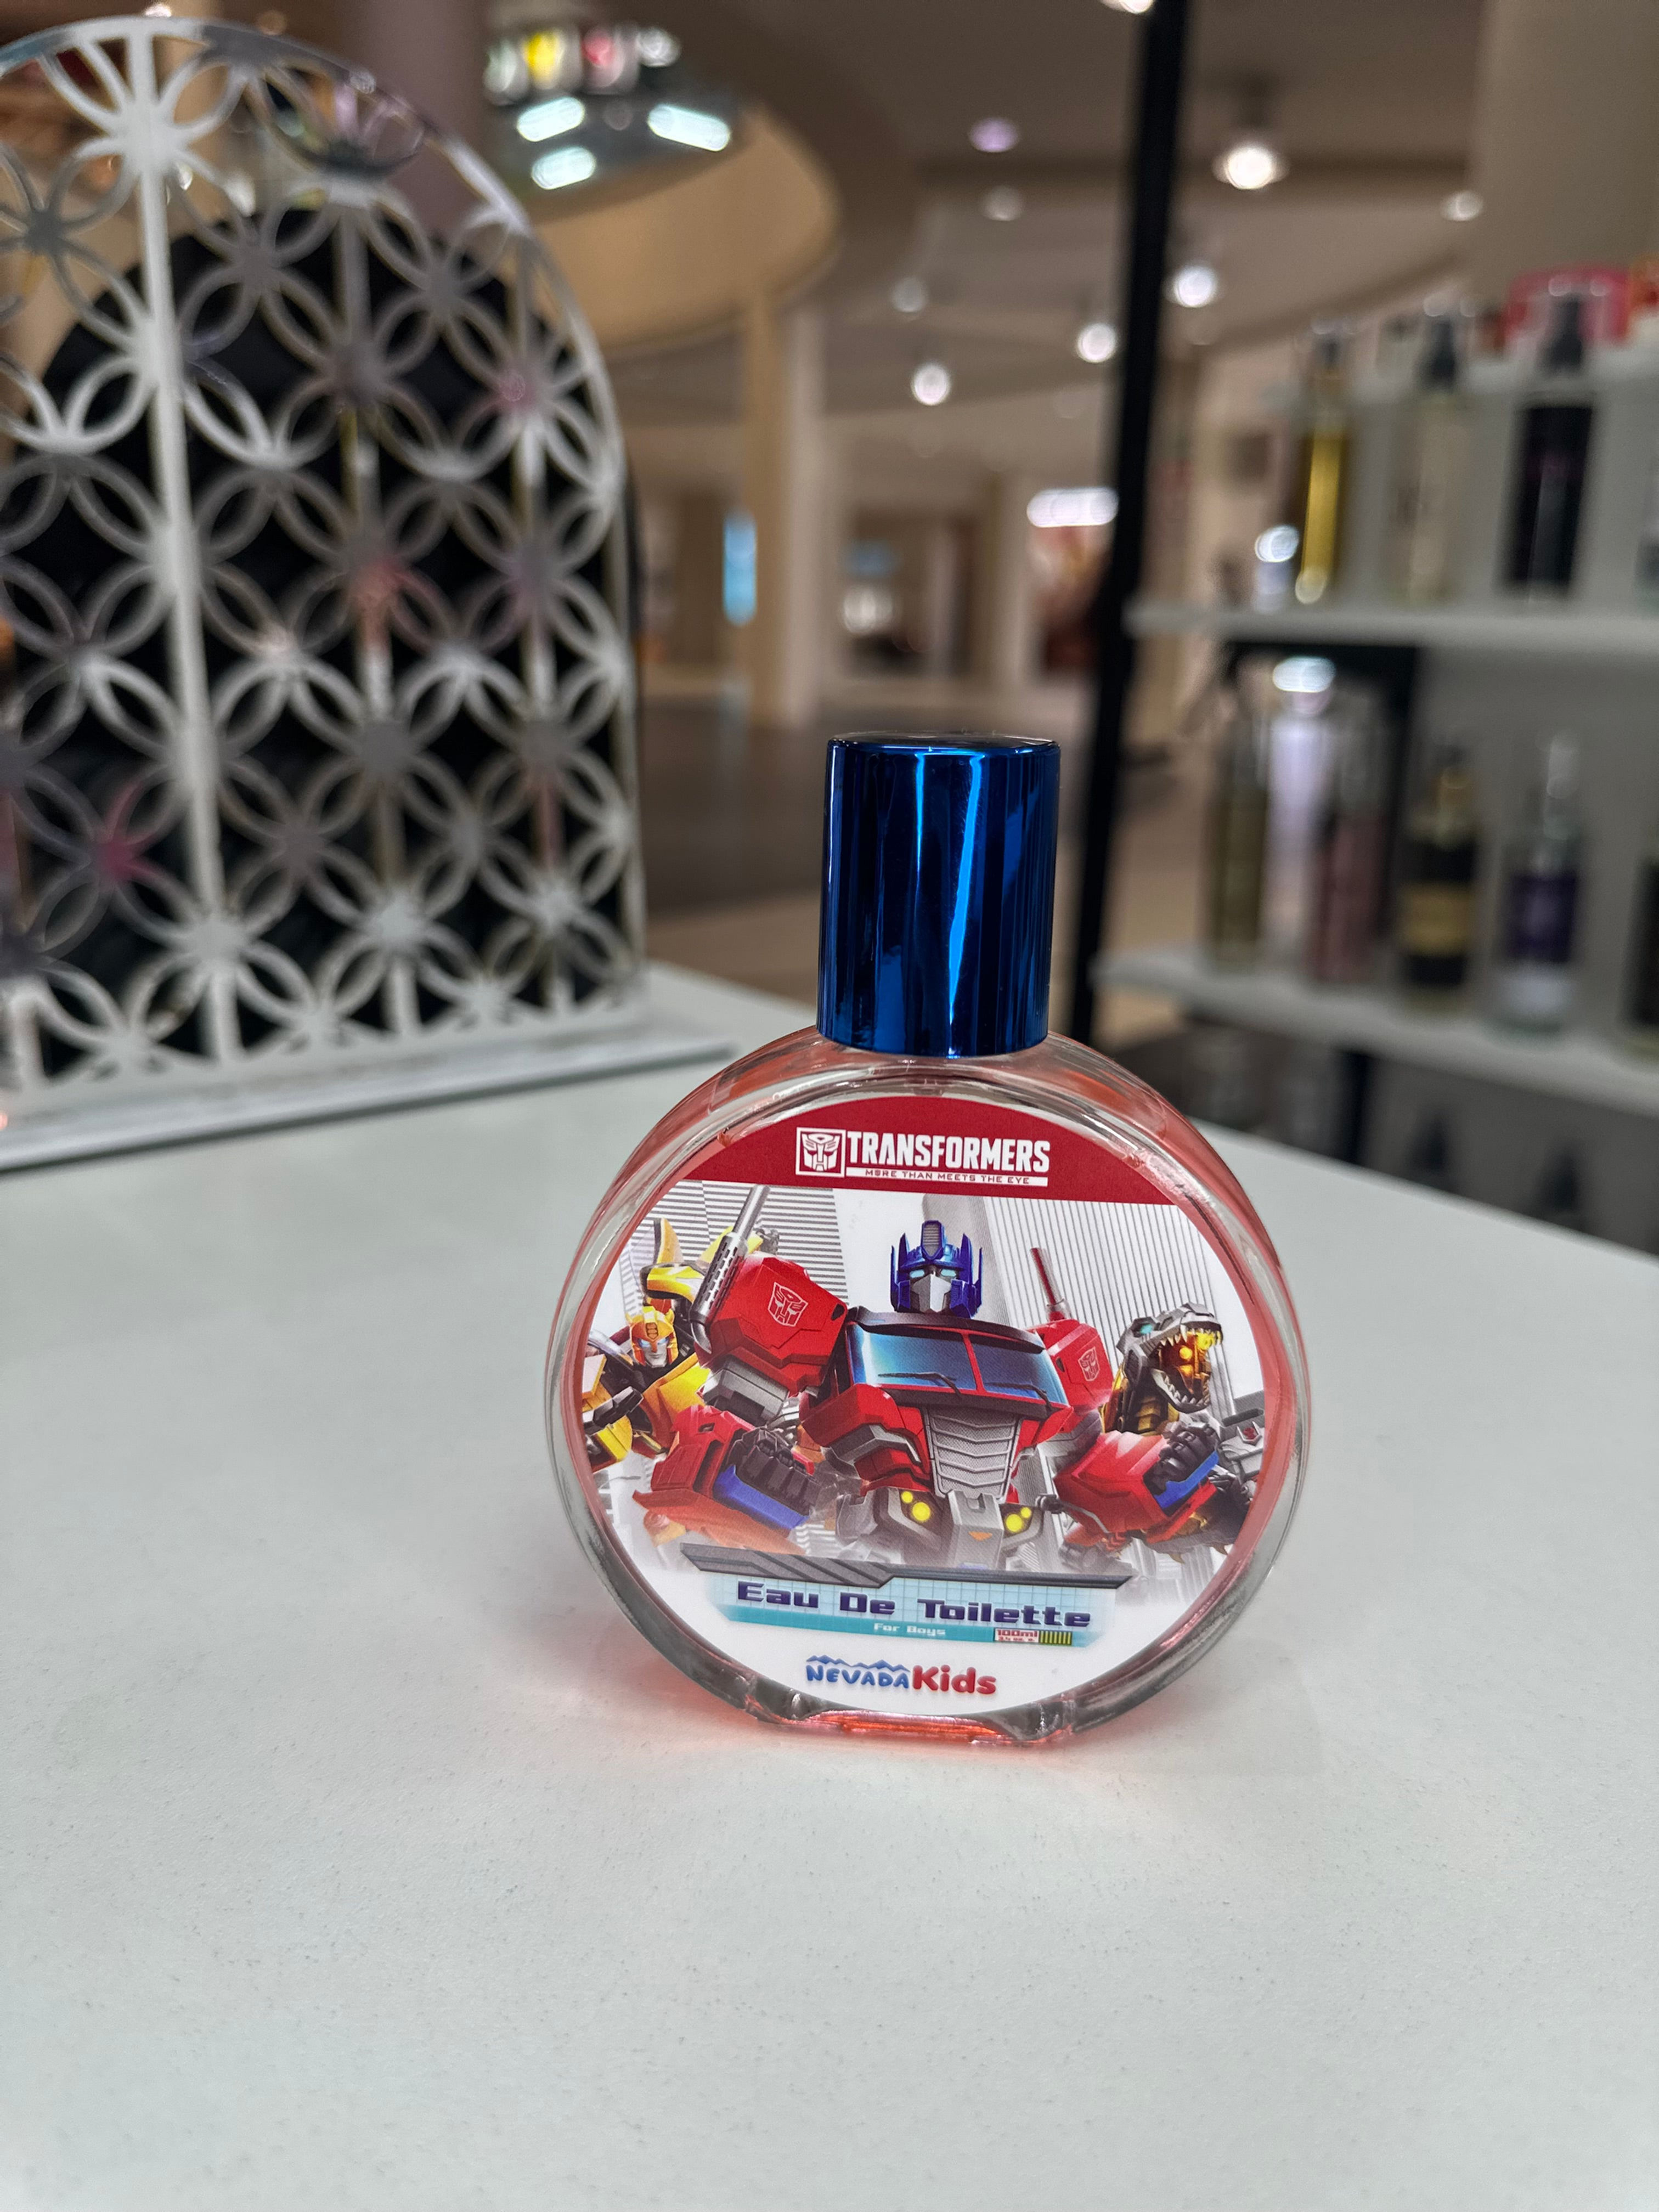 TRANSFORMERS
MORE THAN MEETS THE EYE
Eau De Toilette
For Boys
100ml
NEVADA Kids